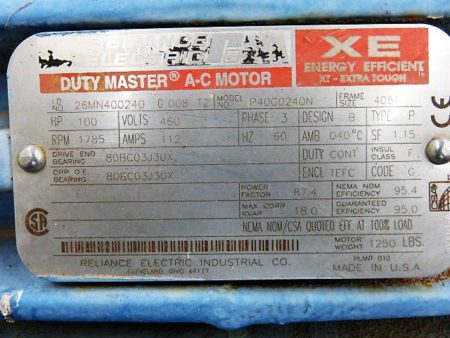 RELIANCE
ELECTRIC
XE
ENERGY EFFICIENT
XT-EXTRA TOUGH
DUTY MASTER® A-C MOTOR
ID NO 26MN400240 G 008 12 MODEL NO P40G0240N FRAME SIZE 405
HP 100 VOLTS 460 PHASE 3 DESIGN B TYPE P
RPM 1785 AMPS 112 HZ 60 AMB 040°C SF 1.15
DRIVE END BEARING 80BC03J30X DUTY CONT INSUL CLASS F
OPP D.E. BEARING 80BC03J30X ENCL TEFC CODE G
POWER FACTOR 87.4 NEMA NOM EFFICIENCY 95.4
MAX CORR KVAR 18.0 GUARANTEED EFFICIENCY 95.0
NEMA NOM/CSA QUOTED EFF AT 100% LOAD
MOTOR WEIGHT 1250 LBS.
RELIANCE ELECTRIC INDUSTRIAL CO.
CLEVELAND, OHIO 44117
PLANT 010
MADE IN U.S.A.
CE